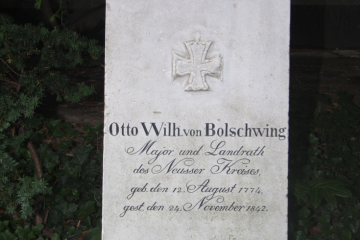 Otto Wilh. von Bolschwing
Major und Landrath
des Neusser Kreises,
geb. den 12. August 1774,
gest. den 24. November 1842.